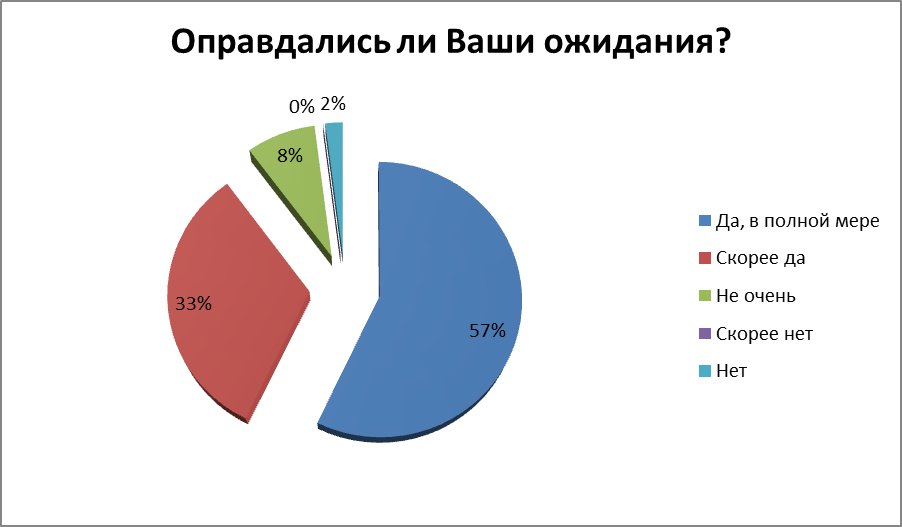 Оправдались ли Ваши ожидания?
0% 2%
8%
33%
57%
Да, в полной мере
Скорее да
Не очень
Скорее нет
Нет